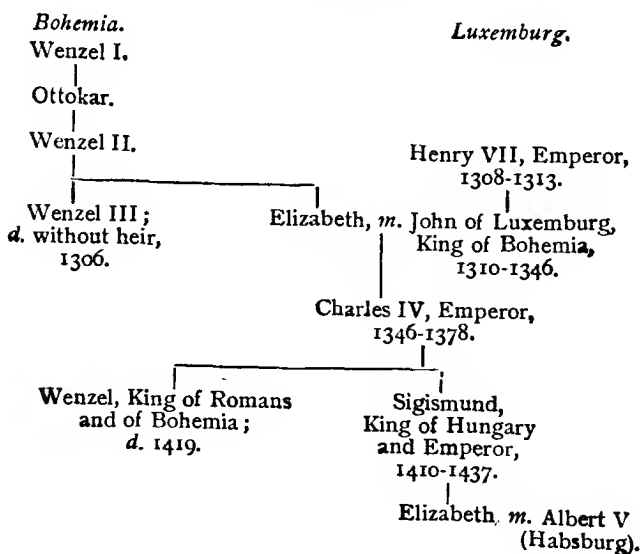 Bohemia.
Luxemburg.
Wenzel I.
Ottokar.
Wenzel II.
Henry VII, Emperor,
1308-1313.
Wenzel III;
d. without heir,
1306.
Elizabeth, m. John of Luxemburg,
King of Bohemia,
1310-1346.
Charles IV, Emperor,
1346-1378.
Wenzel, King of Romans
and of Bohemia;
d. 1419.
Sigismund,
King of Hungary
and Emperor,
1410-1437.
Elizabeth, m. Albert V
(Habsburg).